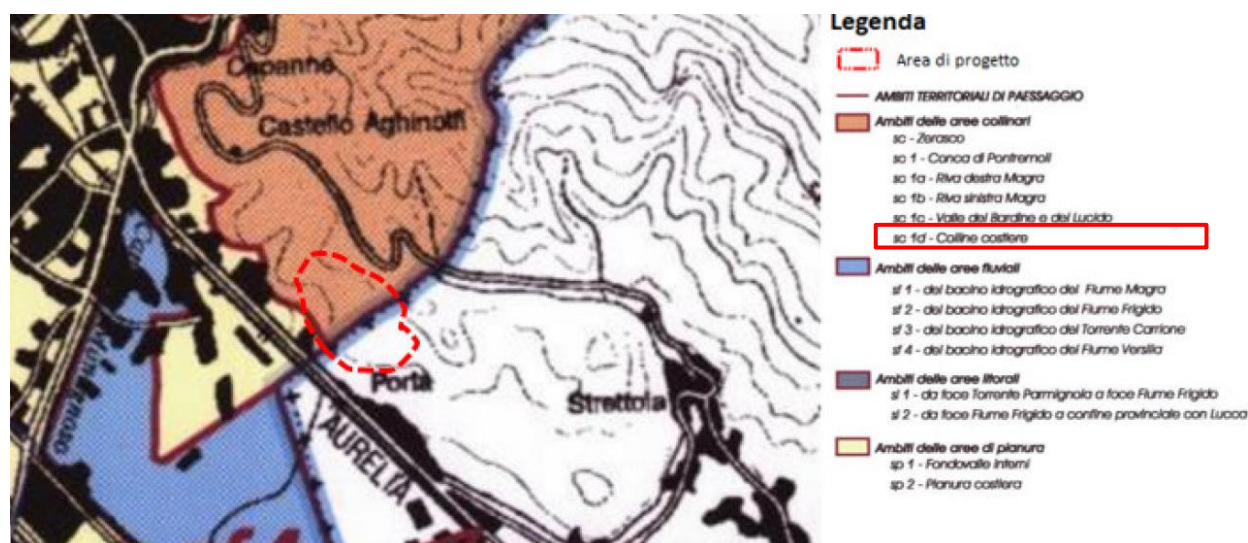 Capanne
Castello Aghinolfi
Porta
Strettoia
AURELIA
Legenda
Area di progetto
AMBITI TERRITORIALI DI PAESSAGGIO
Ambiti delle aree collinari
sc - Zerasco
sc 1 - Conca di Pontremoli
sc 1a - Riva destra Magra
sc 1b - Riva sinistra Magra
sc 1c - Valle del Bardine e del Lucido
sc 1d - Colline costiere
Ambiti delle aree fluviali
sf 1 - del bacino idrografico del Fiume Magra
sf 2 - del bacino idrografico del Fiume Frigido
sf 3 - del bacino idrografico del Torrente Carrione
sf 4 - del bacino idrografico del Fiume Versilia
Ambiti delle aree litorali
sl 1 - da foce Torrente Parmignola a foce Fiume Frigido
sl 2 - da foce Fiume Frigido a confine provinciale con Lucca
Ambiti delle aree di pianura
sp 1 - Fondovalle Interni
sp 2 - Pianura costiera